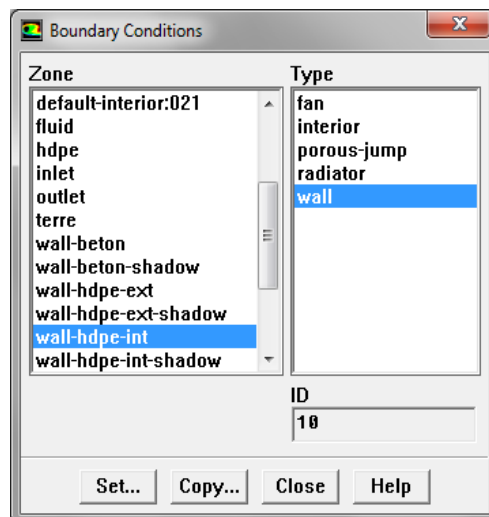 Boundary Conditions
Zone
default-interior:021
fluid
hdpe
inlet
outlet
terre
wall-beton
wall-beton-shadow
wall-hdpe-ext
wall-hdpe-ext-shadow
wall-hdpe-int
wall-hdpe-int-shadow
Type
fan
interior
porous-jump
radiator
wall
ID
10
Set... Copy... Close Help